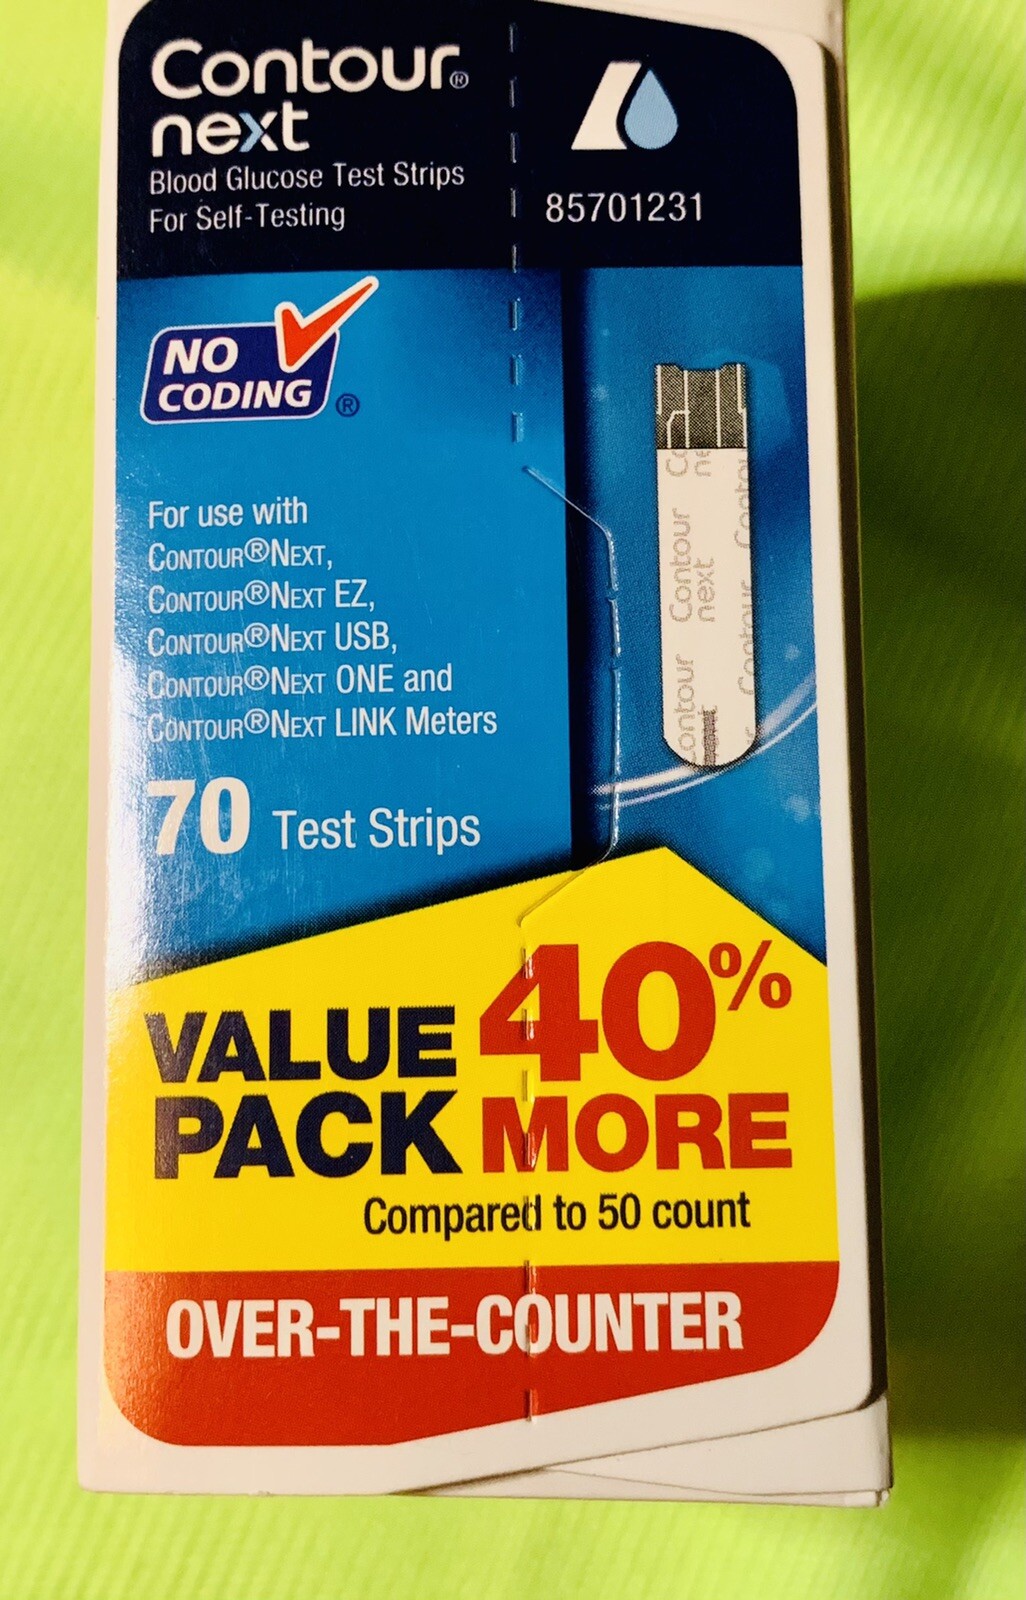 Contour®
next
Blood Glucose Test Strips
For Self-Testing
85701231
NO
CODING®
For use with
CONTOUR®NEXT,
CONTOUR®NEXT EZ,
CONTOUR®NEXT USB,
CONTOUR®NEXT ONE and
CONTOUR®NEXT LINK Meters
70 Test Strips
Contour
next
VALUE
PACK
40%
MORE
Compared to 50 count
OVER-THE-COUNTER